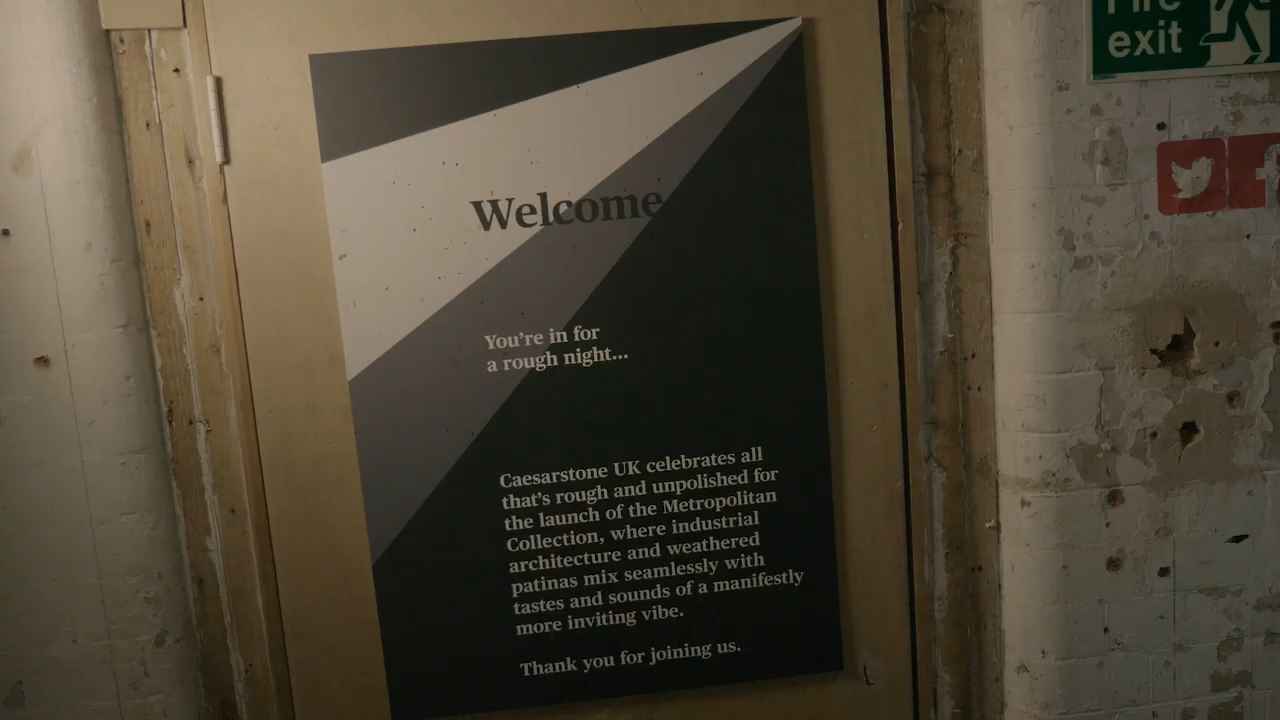 Fire
exit
Welcome
You're in for
a rough night...
Caesarstone UK celebrates all
that's rough and unpolished for
the launch of the Metropolitan
Collection, where industrial
architecture and weathered
patinas mix seamlessly with
tastes and sounds of a manifestly
more inviting vibe.
Thank you for joining us.